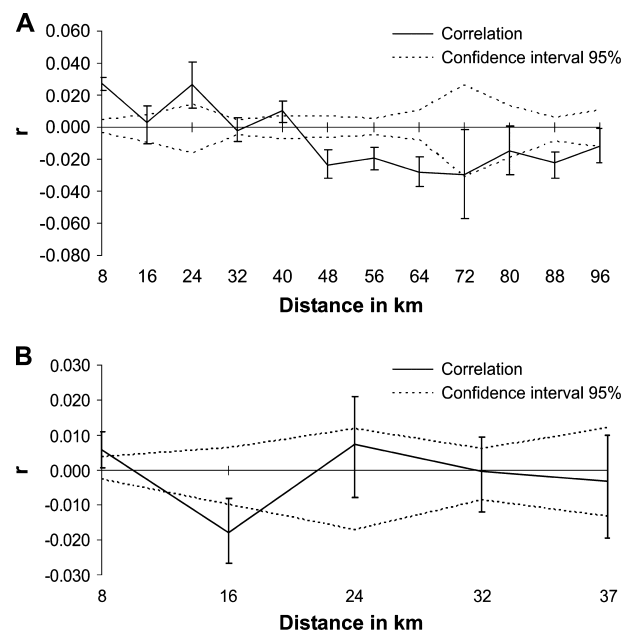 A
0.060
0.040
0.020
0.000
-0.020
-0.040
-0.060
-0.080
r
Correlation
Confidence interval 95%
8 16 24 32 40 48 56 64 72 80 88 96
Distance in km
B
0.030
0.020
0.010
0.000
-0.010
-0.020
-0.030
r
Correlation
Confidence interval 95%
8 16 24 32 37
Distance in km